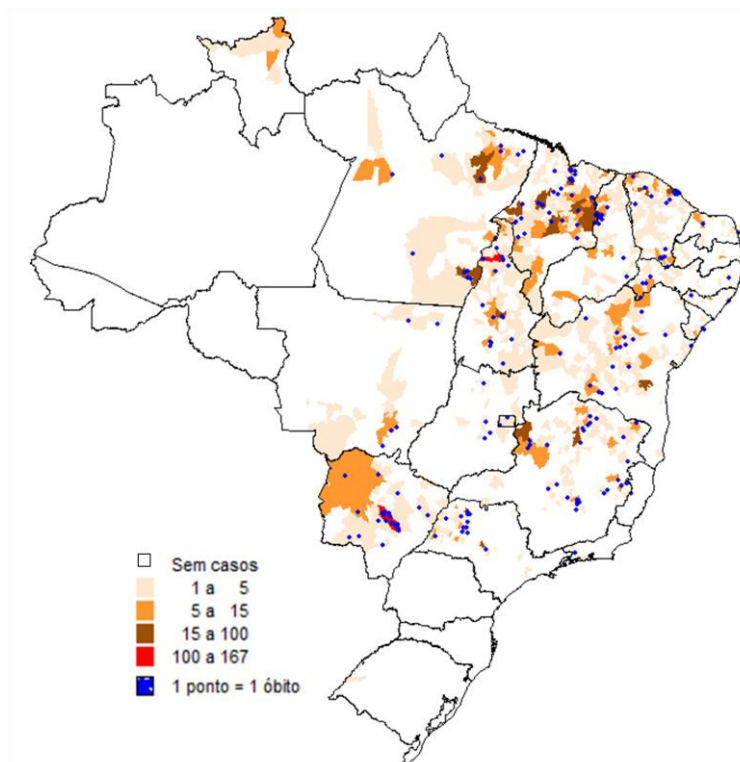 Sem casos
1 a 5
5 a 15
15 a 100
100 a 167
1 ponto = 1 óbito